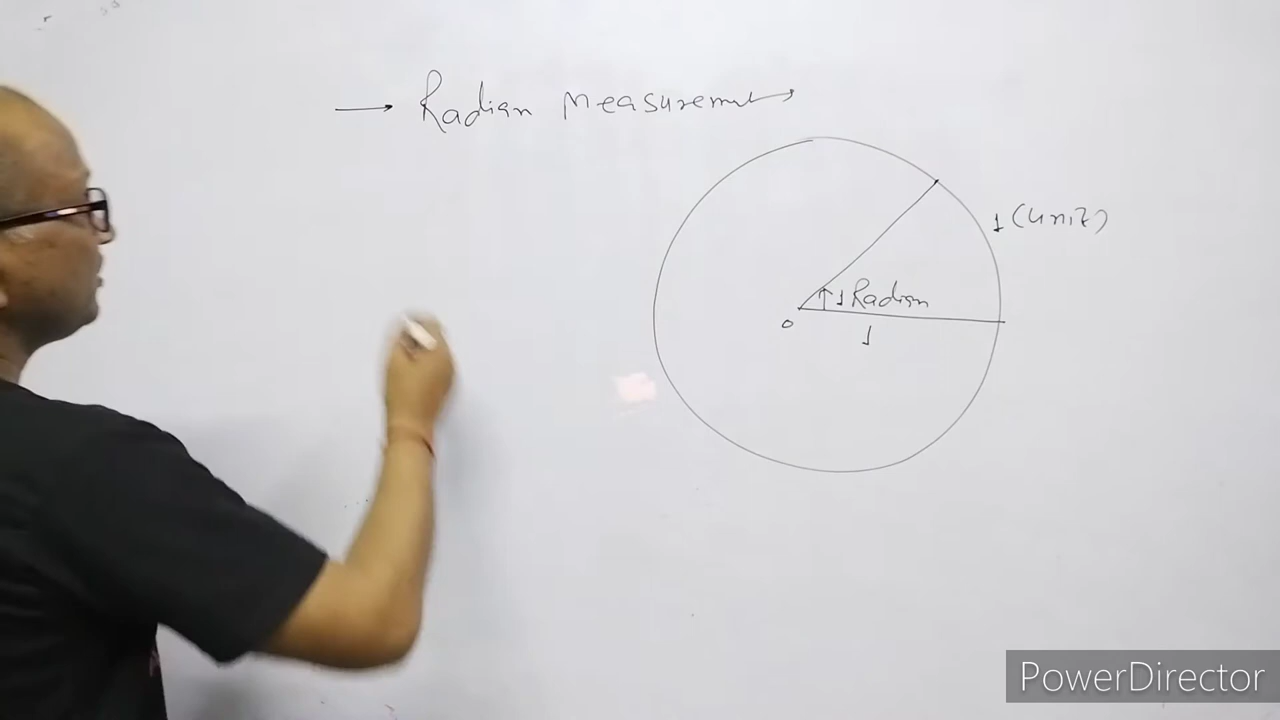 → Radian Measurement
1 (Unit)
1 Radian
O
1
PowerDirector